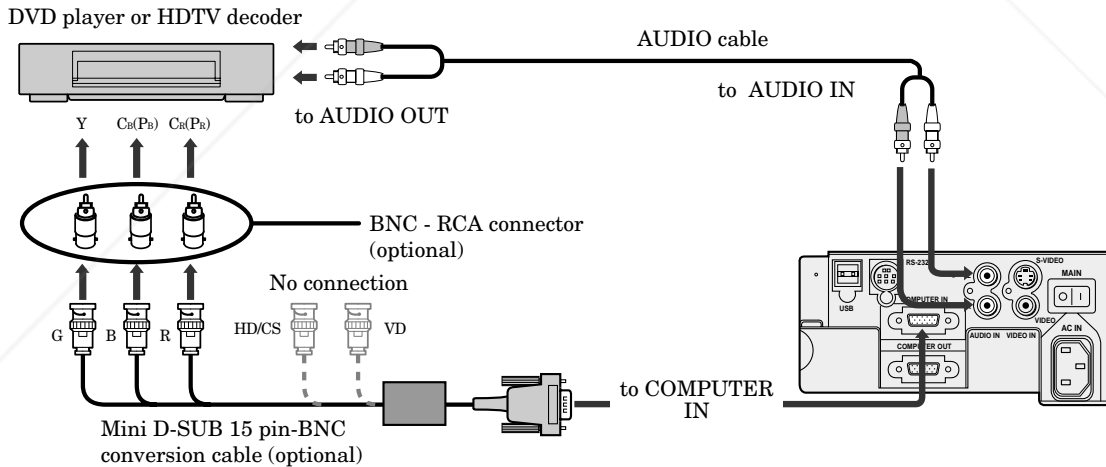 DVD player or HDTV decoder
AUDIO cable
to AUDIO IN
to AUDIO OUT
Y
CB(PB)
CR(PR)
BNC - RCA connector
(optional)
No connection
G
B
R
HD/CS
VD
to COMPUTER
IN
Mini D-SUB 15 pin-BNC
conversion cable (optional)
RS-232
S-VIDEO
MAIN
USB
COMPUTER IN
VIDEO
AUDIO IN
VIDEO IN
AC IN
COMPUTER OUT